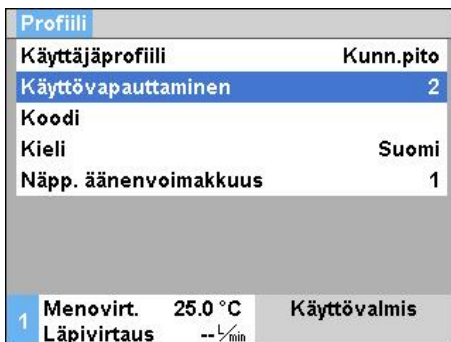 Profiili
Käyttäjäprofiili Kunn.pito
Käyttövapauttaminen 2
Koodi
Kieli Suomi
Näpp. äänenvoimakkuus 1
1 Menovirt. 25.0 °C Käyttövalmis
Läpivirtaus -- L/min